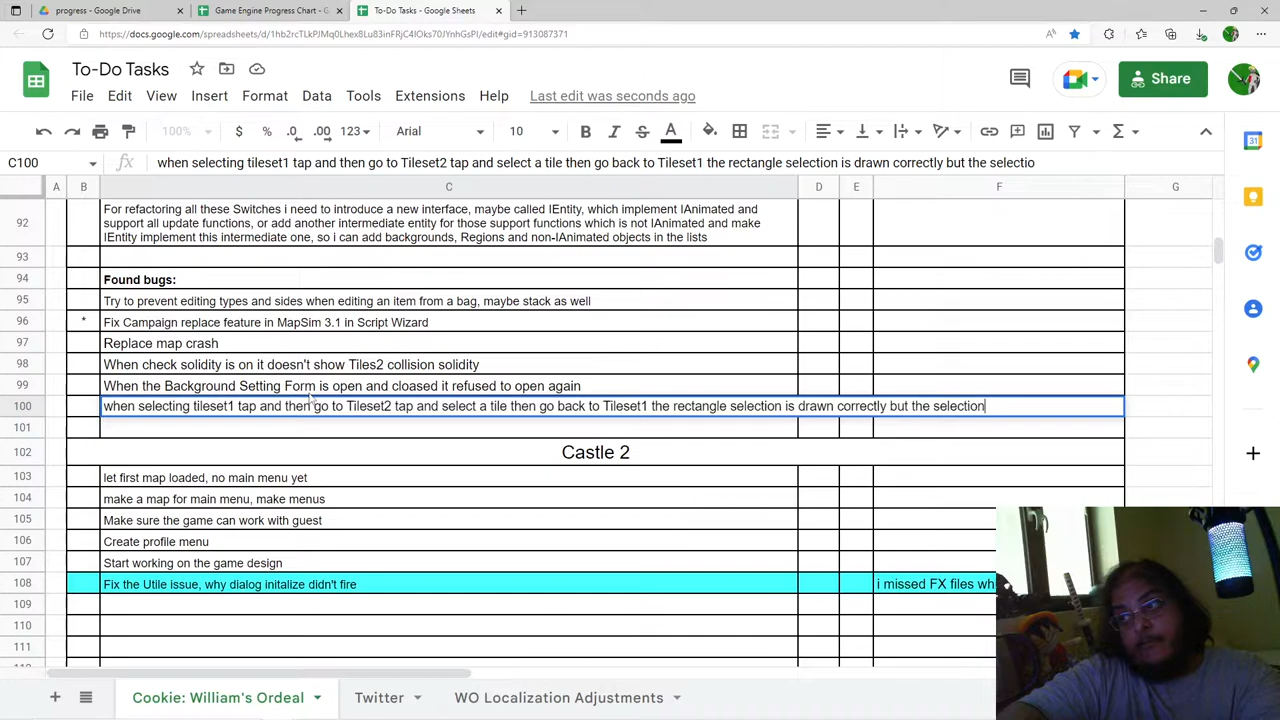 progress - Google Drive
Game Engine Progress Chart - G
To-Do Tasks - Google Sheets
https://docs.google.com/spreadsheets/d/1hb2rcTLkPJMq0Lhex8Lu83inFRjC4IOks70JYnhGsPI/edit#gid=913087371
To-Do Tasks
Share
File Edit View Insert Format Data Tools Extensions Help Last edit was seconds ago
100% $ % .0 .00 123 Arial 10 B I S A
C100 fx when selecting tileset1 tap and then go to Tileset2 tap and select a tile then go back to Tileset1 the rectangle selection is drawn correctly but the selectio
A B C D E F G
92 For refactoring all these Switches i need to introduce a new interface, maybe called IEntity, which implement IAnimated and
support all update functions, or add another intermediate entity for those support functions which is not IAnimated and make
IEntity implement this intermediate one, so i can add backgrounds, Regions and non-IAnimated objects in the lists
93
94 Found bugs:
95 Try to prevent editing types and sides when editing an item from a bag, maybe stack as well
96 * Fix Campaign replace feature in MapSim 3.1 in Script Wizard
97 Replace map crash
98 When check solidity is on it doesn't show Tiles2 collision solidity
99 When the Background Setting Form is open and cloased it refused to open again
100 when selecting tileset1 tap and then go to Tileset2 tap and select a tile then go back to Tileset1 the rectangle selection is drawn correctly but the selection
101
102 Castle 2
103 let first map loaded, no main menu yet
104 make a map for main menu, make menus
105 Make sure the game can work with guest
106 Create profile menu
107 Start working on the game design
108 Fix the Utile issue, why dialog initalize didn't fire i missed FX files wh
109
110
111
Cookie: William's Ordeal Twitter WO Localization Adjustments